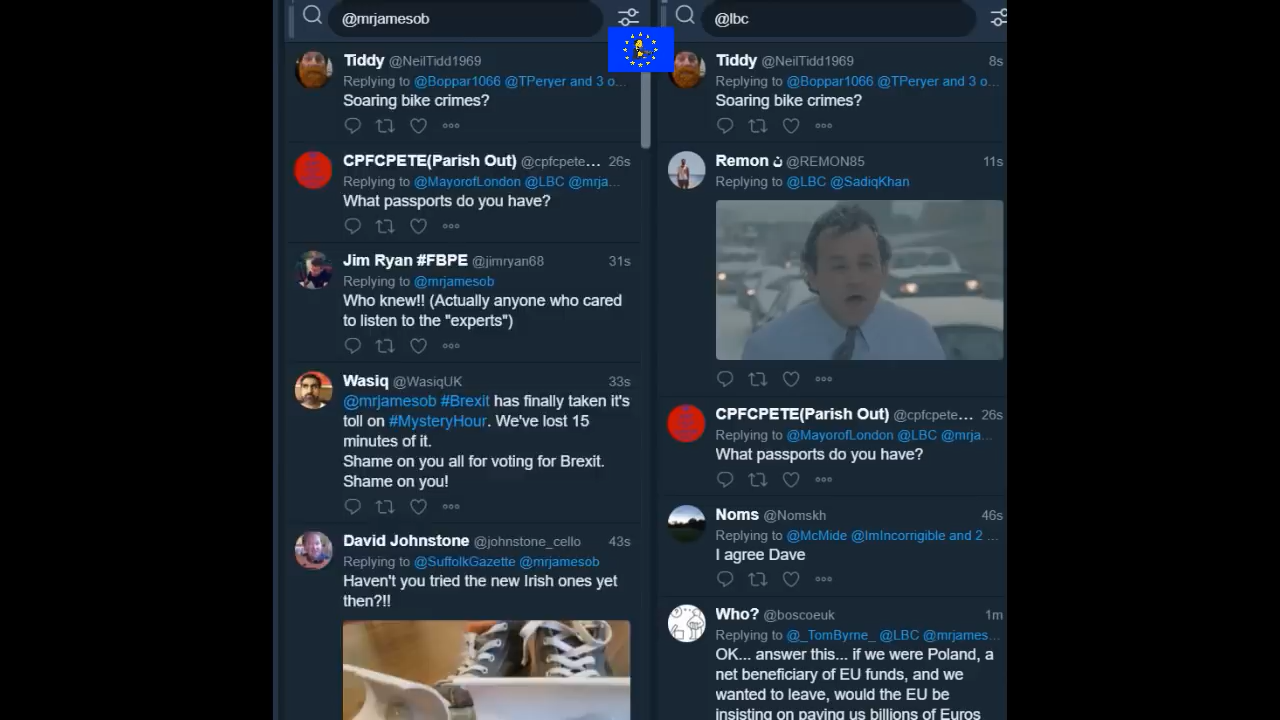 @mrjamesob
Tiddy @NeilTidd1969
Replying to @Boppar1066 @TPeryer and 3 o...
Soaring bike crimes?
CPFCPETE(Parish Out) @cpfcpete... 26s
Replying to @MayorofLondon @LBC @mrja...
What passports do you have?
Jim Ryan #FBPE @jimryan68 31s
Replying to @mrjamesob
Who knew!! (Actually anyone who cared
to listen to the "experts")
Wasiq @WasiqUK 33s
@mrjamesob #Brexit has finally taken it's
toll on #MysteryHour. We've lost 15
minutes of it.
Shame on you all for voting for Brexit.
Shame on you!
David Johnstone @johnstone_cello 43s
Replying to @SuffolkGazette @mrjamesob
Haven't you tried the new Irish ones yet
then?!!
@lbc
Tiddy @NeilTidd1969 8s
Replying to @Boppar1066 @TPeryer and 3 o...
Soaring bike crimes?
Remon ن @REMON85 11s
Replying to @LBC @SadiqKhan
CPFCPETE(Parish Out) @cpfcpete... 26s
Replying to @MayorofLondon @LBC @mrja...
What passports do you have?
Noms @Nomskh 46s
Replying to @McMide @ImIncorrigible and 2 ...
I agree Dave
Who? @boscoeuk 1m
Replying to @_TomByrne_ @LBC @mrjames...
OK... answer this... if we were Poland, a
net beneficiary of EU funds, and we
wanted to leave, would the EU be
insisting on paying us billions of Euros